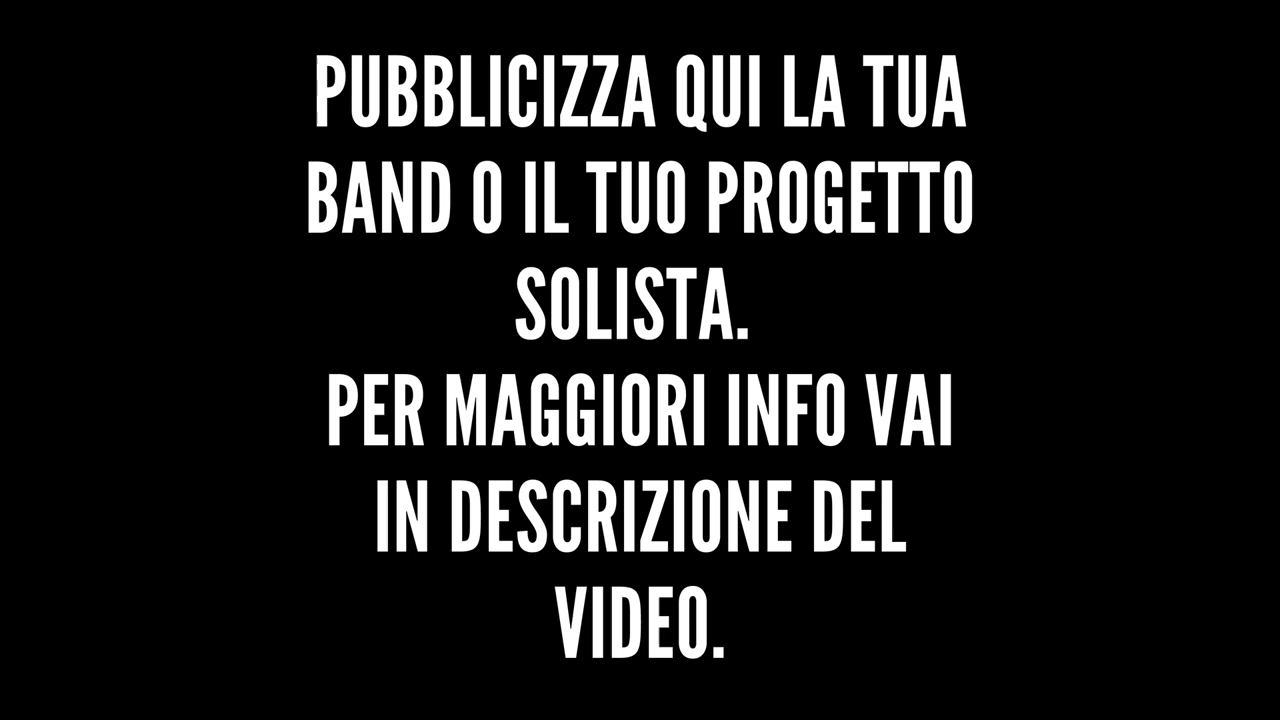 PUBBLICIZZA QUI LA TUA
BAND O IL TUO PROGETTO
SOLISTA.
PER MAGGIORI INFO VAI
IN DESCRIZIONE DEL
VIDEO.